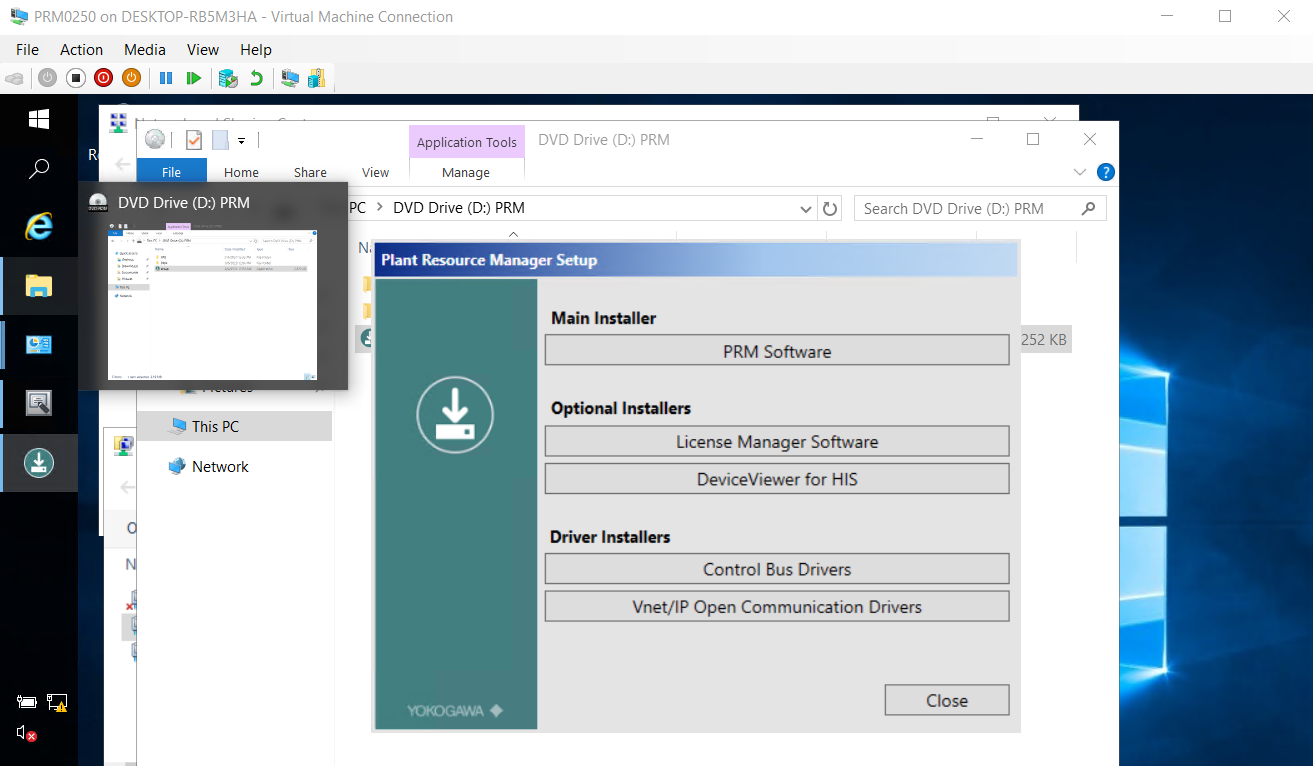 PRM0250 on DESKTOP-RB5M3HA - Virtual Machine Connection
File Action Media View Help
Application Tools
DVD Drive (D:) PRM
File Home Share View Manage
DVD Drive (D:) PRM
PC > DVD Drive (D:) PRM
Search DVD Drive (D:) PRM
Plant Resource Manager Setup
Main Installer
PRM Software
252 KB
Optional Installers
License Manager Software
DeviceViewer for HIS
Pictures
This PC
Network
Driver Installers
Control Bus Drivers
Vnet/IP Open Communication Drivers
Close
YOKOGAWA